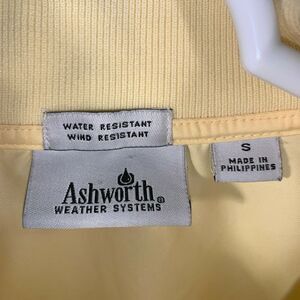 WATER RESISTANT
WIND RESISTANT
Ashworth®
WEATHER SYSTEMS
S
MADE IN
PHILIPPINES